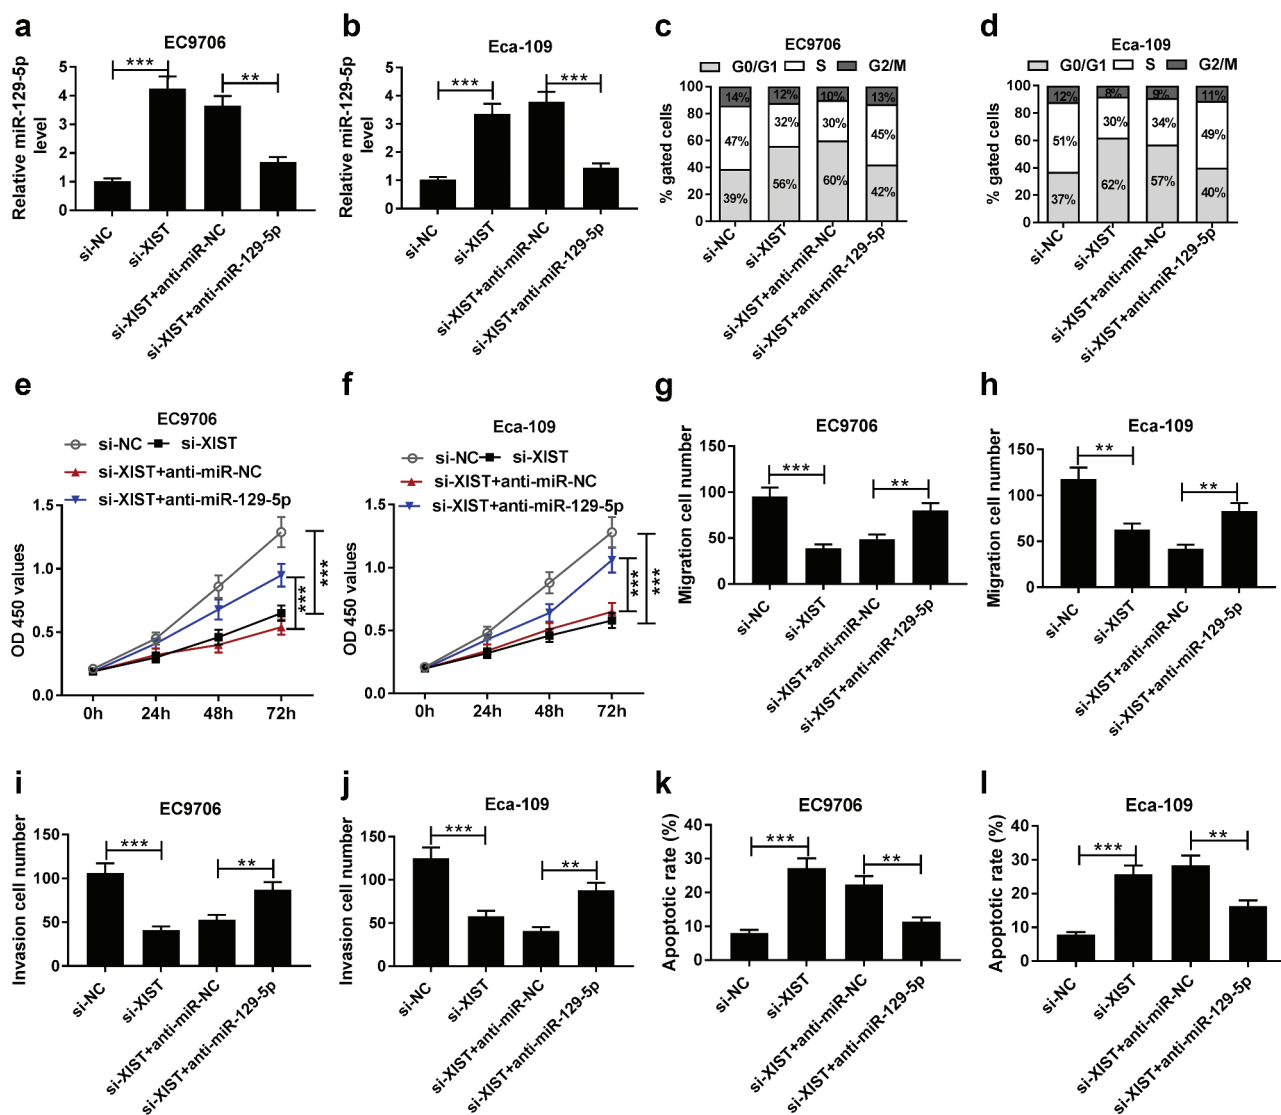 a
EC9706
Relative miR-129-5p
level
5
4
3
2
1
0
***
**
si-NC
si-XIST
si-XIST+anti-miR-NC
si-XIST+anti-miR-129-5p
b
Eca-109
Relative miR-129-5p
level
5
4
3
2
1
0
***
***
si-NC
si-XIST
si-XIST+anti-miR-NC
si-XIST+anti-miR-129-5p
c
EC9706
G0/G1 S G2/M
% gated cells
100
80
60
40
20
0
14% 12% 10% 13%
47% 32% 30% 45%
39% 56% 60% 42%
si-NC
si-XIST
si-XIST+anti-miR-NC
si-XIST+anti-miR-129-5p
d
Eca-109
G0/G1 S G2/M
% gated cells
100
80
60
40
20
0
12% 8% 9% 11%
51% 30% 34% 49%
37% 62% 57% 40%
si-NC
si-XIST
si-XIST+anti-miR-NC
si-XIST+anti-miR-129-5p
e
EC9706
si-NC si-XIST
si-XIST+anti-miR-NC
si-XIST+anti-miR-129-5p
OD 450 values
1.5
1.0
0.5
0.0
***
***
0h 24h 48h 72h
f
Eca-109
si-NC si-XIST
si-XIST+anti-miR-NC
si-XIST+anti-miR-129-5p
OD 450 values
1.5
1.0
0.5
0.0
***
***
0h 24h 48h 72h
g
EC9706
Migration cell number
150
100
50
0
***
**
si-NC
si-XIST
si-XIST+anti-miR-NC
si-XIST+anti-miR-129-5p
h
Eca-109
Migration cell number
150
100
50
0
**
**
si-NC
si-XIST
si-XIST+anti-miR-NC
si-XIST+anti-miR-129-5p
i
EC9706
Invasion cell number
150
100
50
0
***
**
si-NC
si-XIST
si-XIST+anti-miR-NC
si-XIST+anti-miR-129-5p
j
Eca-109
Invasion cell number
150
100
50
0
***
**
si-NC
si-XIST
si-XIST+anti-miR-NC
si-XIST+anti-miR-129-5p
k
EC9706
Apoptotic rate (%)
40
30
20
10
0
***
**
si-NC
si-XIST
si-XIST+anti-miR-NC
si-XIST+anti-miR-129-5p
l
Eca-109
Apoptotic rate (%)
40
30
20
10
0
***
**
si-NC
si-XIST
si-XIST+anti-miR-NC
si-XIST+anti-miR-129-5p